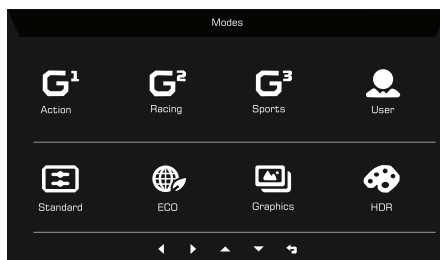 Modes
G¹ G² G³
Action Racing Sports User
Standard ECO Graphics HDR